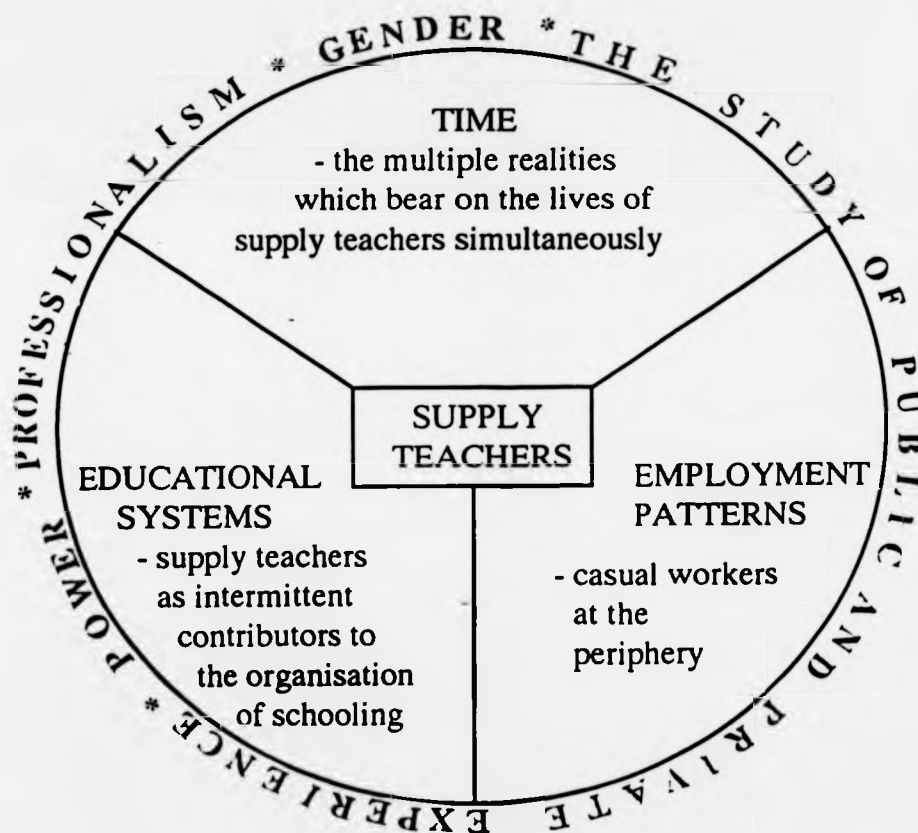 * GENDER * THE STUDY OF PUBLIC AND PRIVATE EXPERIENCE * POWER * PROFESSIONALISM
TIME
- the multiple realities
which bear on the lives of
supply teachers simultaneously
SUPPLY
TEACHERS
EDUCATIONAL
SYSTEMS
- supply teachers
as intermittent
contributors to
the organisation
of schooling
EMPLOYMENT
PATTERNS
- casual workers
at the
periphery